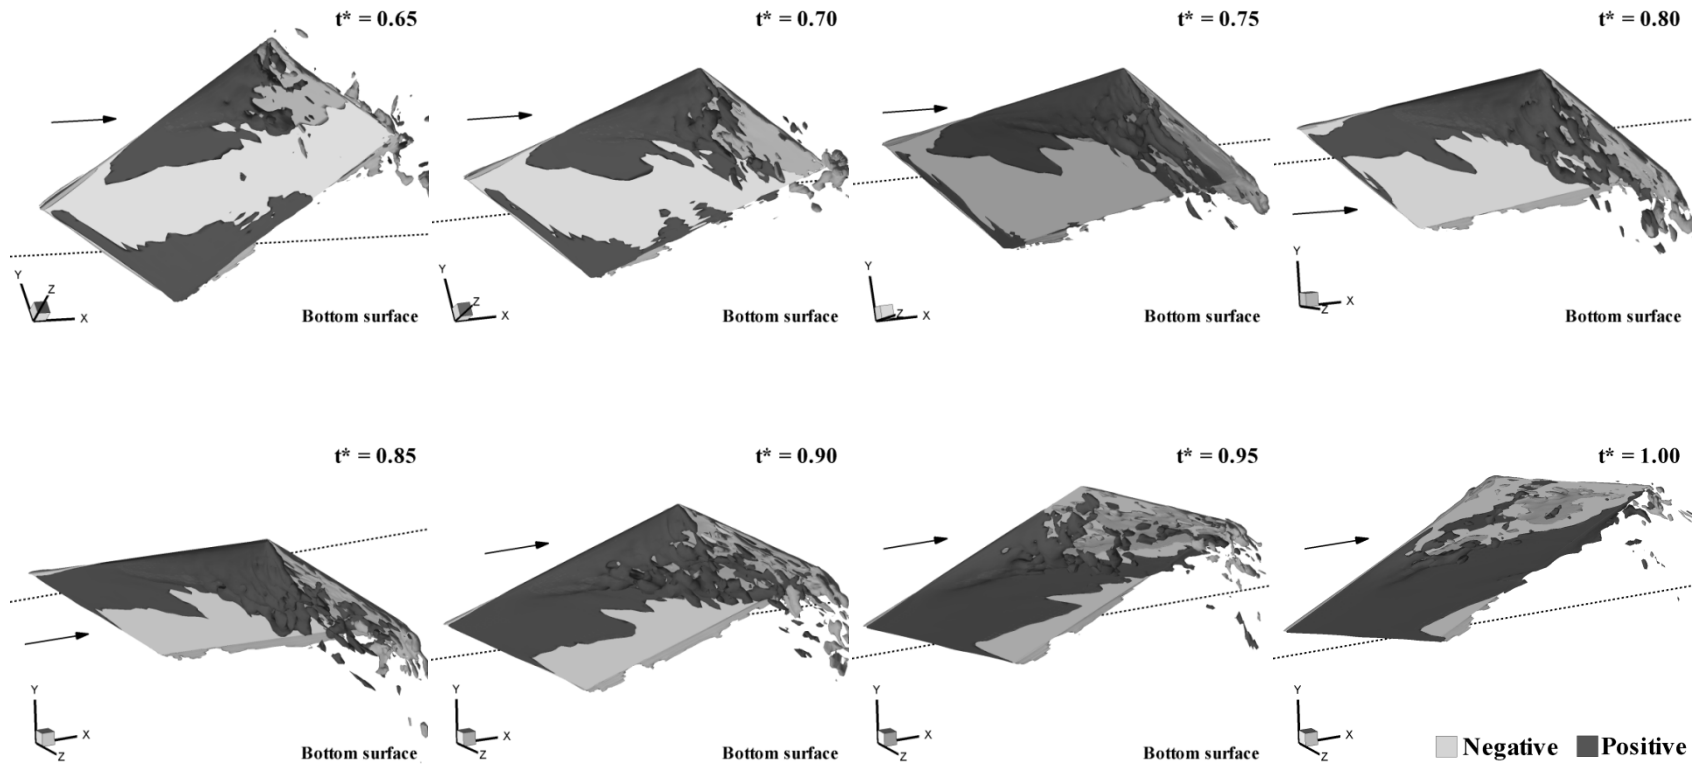 t* = 0.65
t* = 0.70
t* = 0.75
t* = 0.80
Y
Z
X
Bottom surface
Y
Z
X
Bottom surface
Y
Z
X
Bottom surface
Y
Z
X
Bottom surface
t* = 0.85
t* = 0.90
t* = 0.95
t* = 1.00
Y
X
Z
Bottom surface
Y
X
Z
Bottom surface
Y
X
Z
Bottom surface
Y
X
Z
Negative
Positive